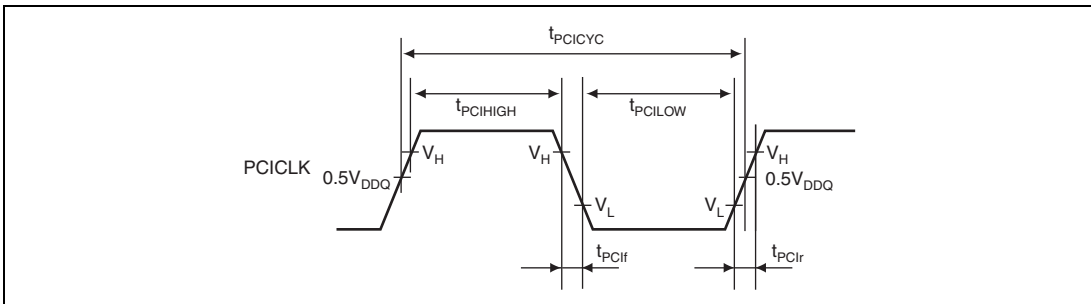 tPCICYC
tPCIHIGH
tPCILOW
VH
VH
VH
PCICLK
0.5VDDQ
0.5VDDQ
VL
VL
tPCIf
tPCIr